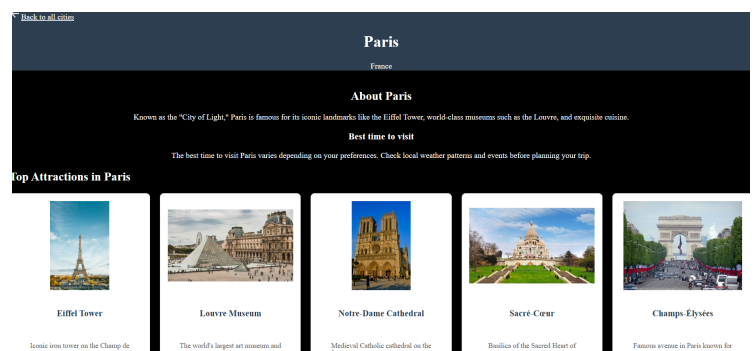 Back to all cities
Paris
France
About Paris
Known as the "City of Light," Paris is famous for its iconic landmarks like the Eiffel Tower, world-class museums such as the Louvre, and exquisite cuisine.
Best time to visit
The best time to visit Paris varies depending on your preferences. Check local weather patterns and events before planning your trip.
Top Attractions in Paris
Eiffel Tower
Louvre Museum
Notre-Dame Cathedral
Sacré-Cœur
Champs-Élysées
Iconic iron tower on the Champ de
The world's largest art museum and
Medieval Catholic cathedral on the
Basilica of the Sacred Heart of
Famous avenue in Paris known for